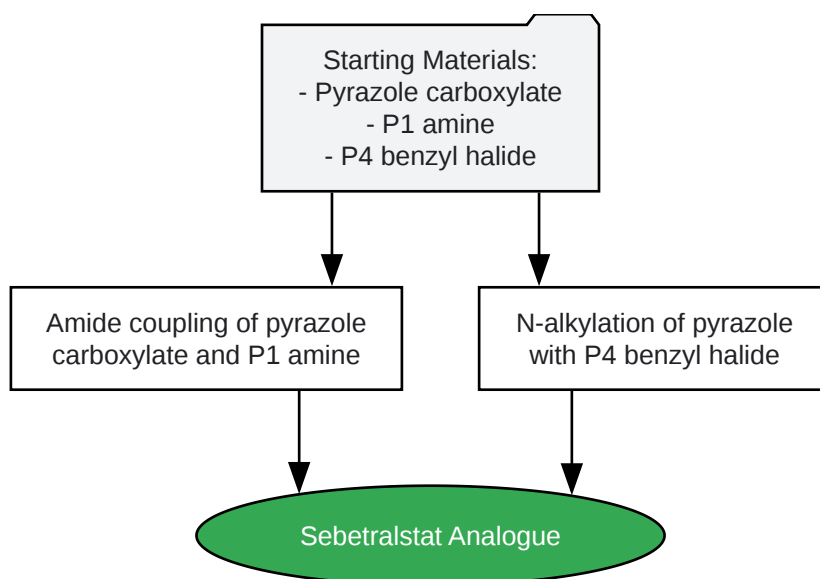 Starting Materials:
- Pyrazole carboxylate
- P1 amine
- P4 benzyl halide
Amide coupling of pyrazole
carboxylate and P1 amine
N-alkylation of pyrazole
with P4 benzyl halide
Sebetralstat Analogue